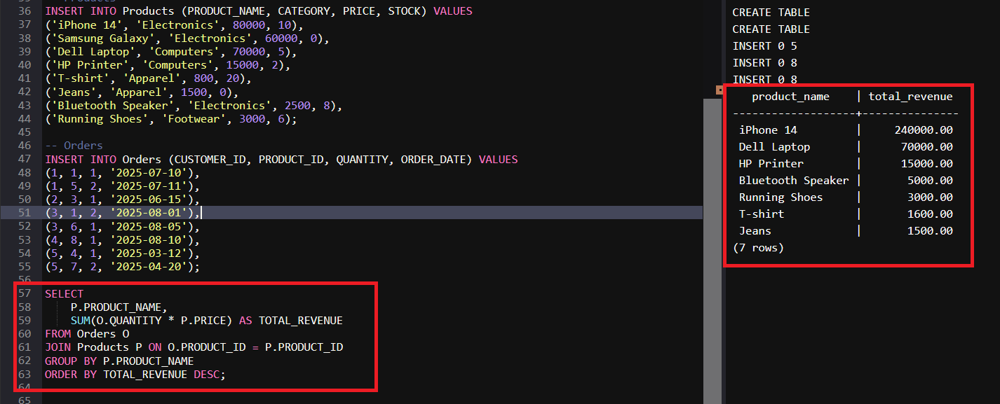 36 INSERT INTO Products (PRODUCT_NAME, CATEGORY, PRICE, STOCK) VALUES
37 ('iPhone 14', 'Electronics', 80000, 10),
38 ('Samsung Galaxy', 'Electronics', 60000, 0),
39 ('Dell Laptop', 'Computers', 70000, 5),
40 ('HP Printer', 'Computers', 15000, 2),
41 ('T-shirt', 'Apparel', 800, 20),
42 ('Jeans', 'Apparel', 1500, 0),
43 ('Bluetooth Speaker', 'Electronics', 2500, 8),
44 ('Running Shoes', 'Footwear', 3000, 6);
45
46 -- Orders
47 INSERT INTO Orders (CUSTOMER_ID, PRODUCT_ID, QUANTITY, ORDER_DATE) VALUES
48 (1, 1, 1, '2025-07-10'),
49 (1, 5, 2, '2025-07-11'),
50 (2, 3, 1, '2025-06-15'),
51 (3, 1, 2, '2025-08-01'),
52 (3, 6, 1, '2025-08-05'),
53 (4, 8, 1, '2025-08-10'),
54 (5, 4, 1, '2025-03-12'),
55 (5, 7, 2, '2025-04-20');
56
57 SELECT
58 P.PRODUCT_NAME,
59 SUM(O.QUANTITY * P.PRICE) AS TOTAL_REVENUE
60 FROM Orders O
61 JOIN Products P ON O.PRODUCT_ID = P.PRODUCT_ID
62 GROUP BY P.PRODUCT_NAME
63 ORDER BY TOTAL_REVENUE DESC;
64
65
CREATE TABLE
CREATE TABLE
INSERT 0 5
INSERT 0 8
INSERT 0 8
product_name | total_revenue
-------------------+---------------
iPhone 14 | 240000.00
Dell Laptop | 70000.00
HP Printer | 15000.00
Bluetooth Speaker | 5000.00
Running Shoes | 3000.00
T-shirt | 1600.00
Jeans | 1500.00
(7 rows)